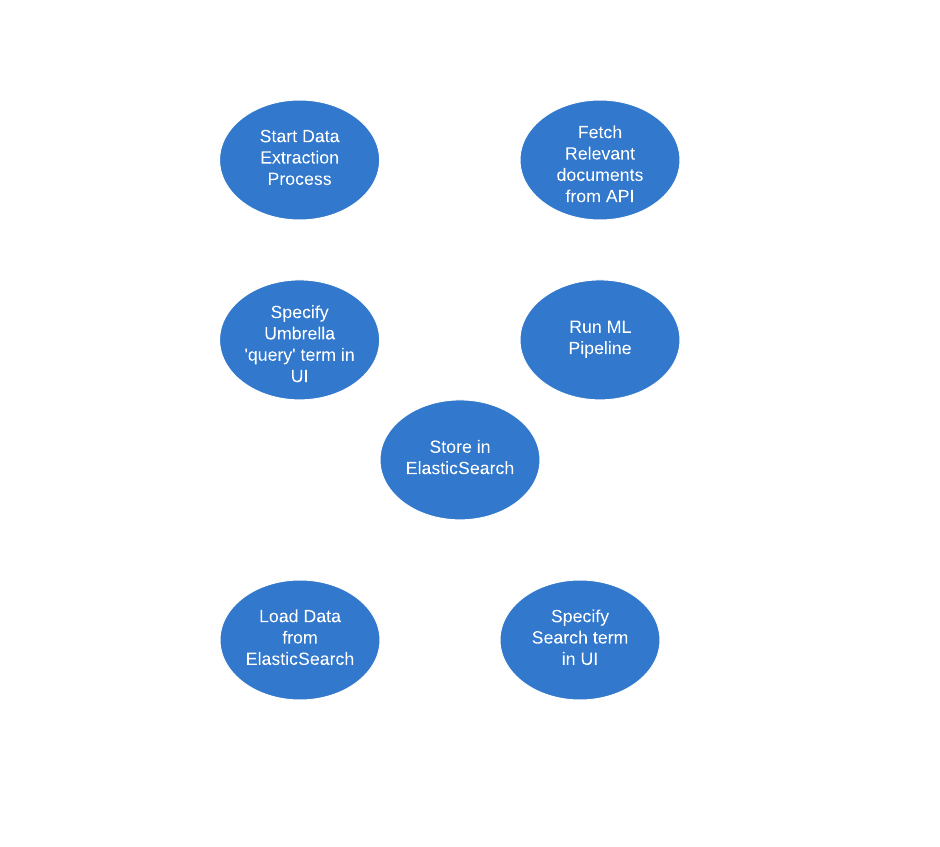 Start Data
Extraction
Process
Fetch
Relevant
documents
from API
Specify
Umbrella
'query' term in
UI
Run ML
Pipeline
Store in
ElasticSearch
Load Data
from
ElasticSearch
Specify
Search term
in UI